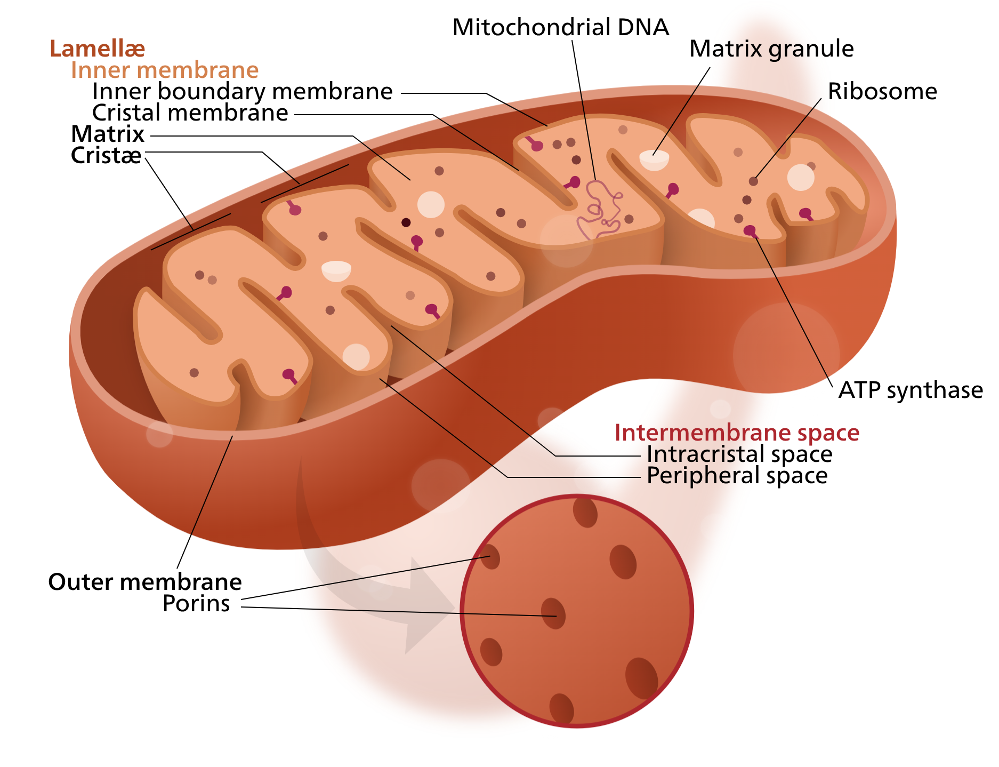 Mitochondrial DNA
Matrix granule
Ribosome
Lamellæ
Inner membrane
Inner boundary membrane
Cristal membrane
Matrix
Cristæ
ATP synthase
Intermembrane space
Intracristal space
Peripheral space
Outer membrane
Porins